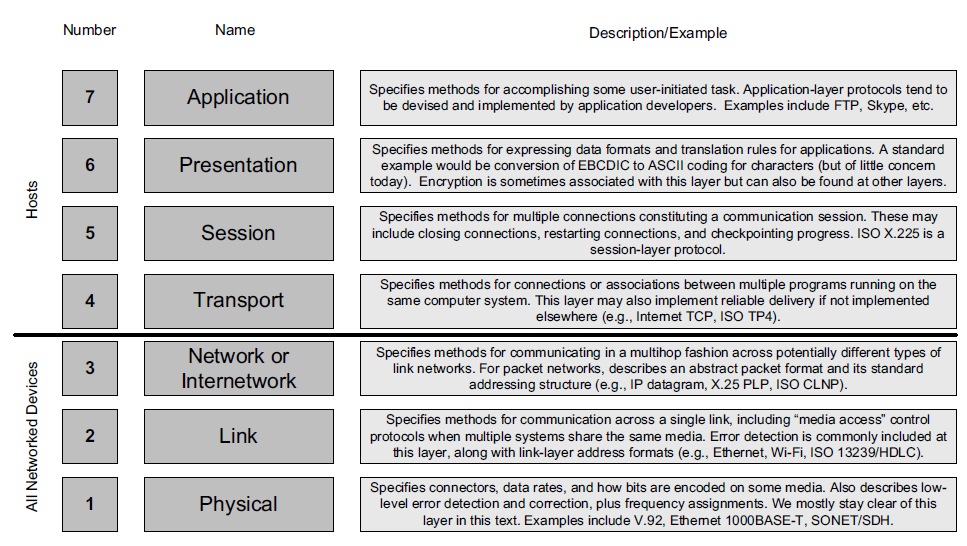 Number Name Description/Example
7 Application
Specifies methods for accomplishing some user-initiated task. Application-layer protocols tend to
be devised and implemented by application developers. Examples include FTP, Skype, etc.
6 Presentation
Specifies methods for expressing data formats and translation rules for applications. A standard
example would be conversion of EBCDIC to ASCII coding for characters (but of little concern
today). Encryption is sometimes associated with this layer but can also be found at other layers.
Hosts
5 Session
Specifies methods for multiple connections constituting a communication session. These may
include closing connections, restarting connections, and checkpointing progress. ISO X.225 is a
session-layer protocol.
4 Transport
Specifies methods for connections or associations between multiple programs running on the
same computer system. This layer may also implement reliable delivery if not implemented
elsewhere (e.g., Internet TCP, ISO TP4).
3 Network or
Internetwork
Specifies methods for communicating in a multihop fashion across potentially different types of
link networks. For packet networks, describes an abstract packet format and its standard
addressing structure (e.g., IP datagram, X.25 PLP, ISO CLNP).
All Networked Devices
2 Link
Specifies methods for communication across a single link, including “media access” control
protocols when multiple systems share the same media. Error detection is commonly included at
this layer, along with link-layer address formats (e.g., Ethernet, Wi-Fi, ISO 13239/HDLC).
1 Physical
Specifies connectors, data rates, and how bits are encoded on some media. Also describes low-
level error detection and correction, plus frequency assignments. We mostly stay clear of this
layer in this text. Examples include V.92, Ethernet 1000BASE-T, SONET/SDH.